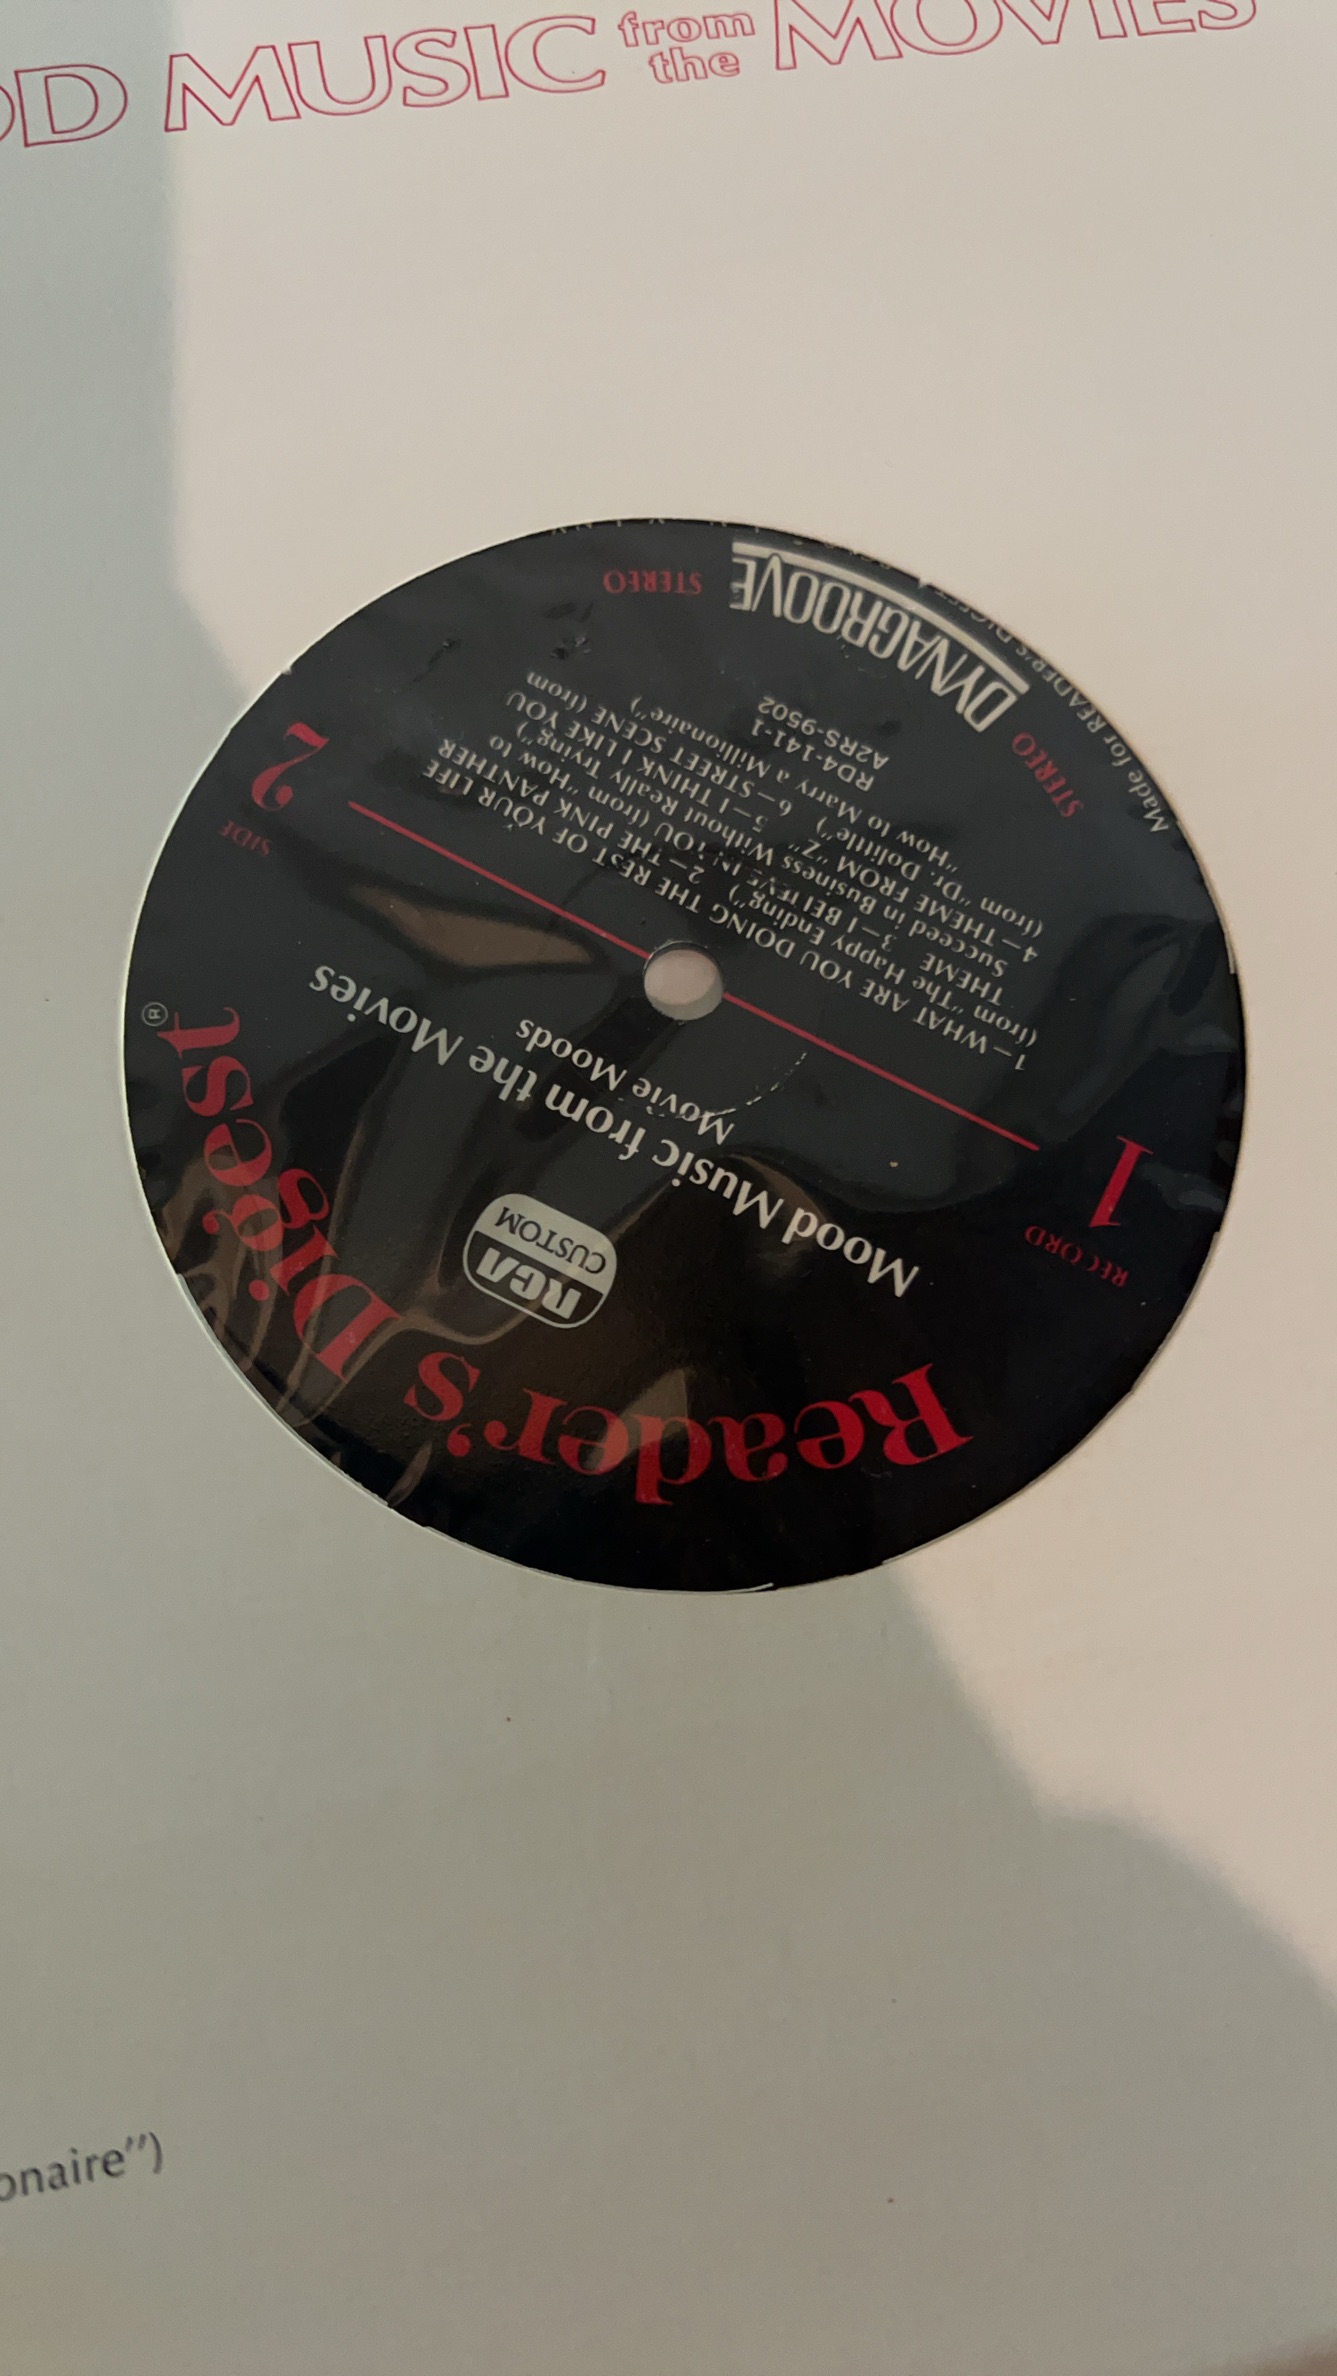 OD MUSIC from the MOVIES
Reader's Digest®
RCA
CUSTOM
Mood Music from the Movies
Movie Moods
RECORD
1
SIDE
2
1—WHAT ARE YOU DOING THE REST OF YOUR LIFE
(from "The Happy Ending") 2—THE PINK PANTHER
THEME 3—I BELIEVE IN YOU (from "How to
Succeed in Business Without Really Trying")
4—THEME FROM "Z" 5—I THINK I LIKE YOU
(from "Dr. Dolittle") 6—STREET SCENE (from
"How to Marry a Millionaire")
RD4-141-1
A2RS-9502
STEREO
DYNAGROOVE
STEREO
Made for READER'S DIGEST
onaire")